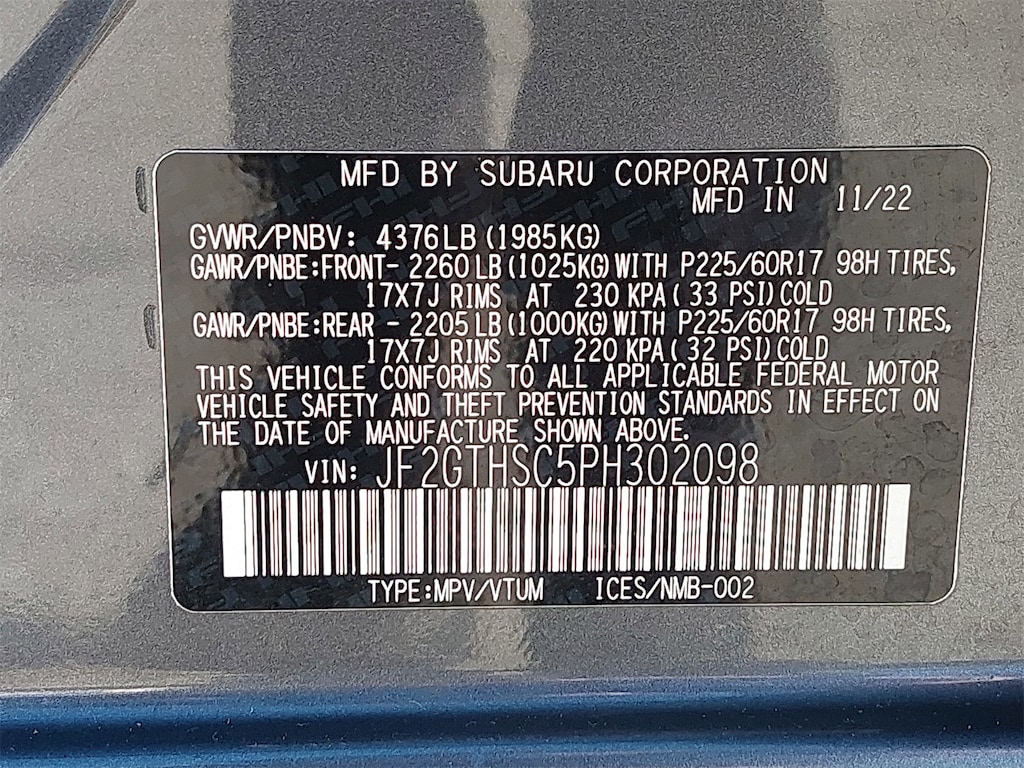 MFD BY SUBARU CORPORATION
MFD IN 11/22
GVWR/PNBV: 4376LB(1985KG)
GAWR/PNBE:FRONT- 2260LB(1025KG)WITH P225/60R17 98H TIRES,
17X7J RIMS AT 230 KPA( 33 PSI)COLD
GAWR/PNBE:REAR - 2205LB(1000KG)WITH P225/60R17 98H TIRES,
17X7J RIMS AT 220 KPA( 32 PSI)COLD
THIS VEHICLE CONFORMS TO ALL APPLICABLE FEDERAL MOTOR
VEHICLE SAFETY AND THEFT PREVENTION STANDARDS IN EFFECT ON
THE DATE OF MANUFACTURE SHOWN ABOVE.
VIN: JF2GTHSC5PH302098
TYPE:MPV/VTUM ICES/NMB-002